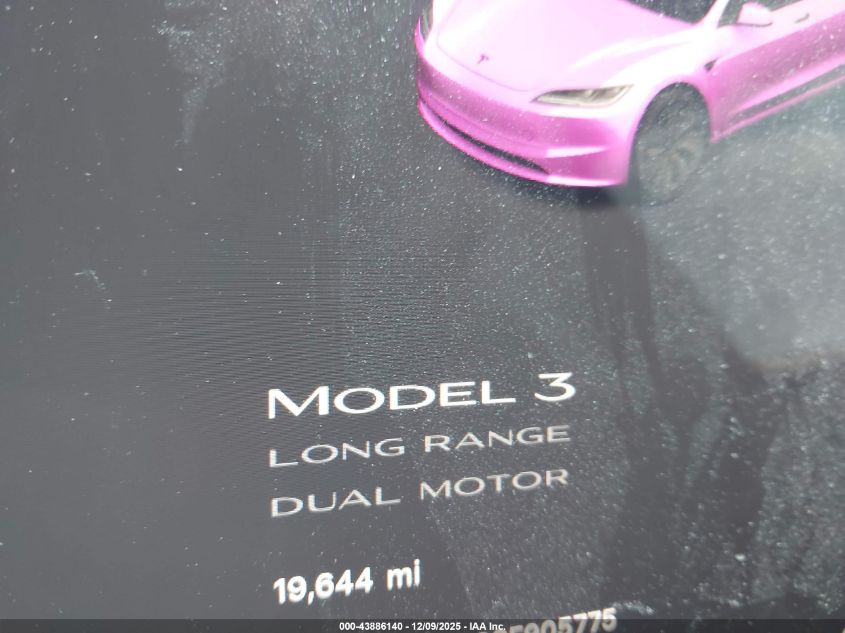 MODEL 3
LONG RANGE
DUAL MOTOR
19,644 mi
000-43886140 - 12/09/2025 - IAA Inc.